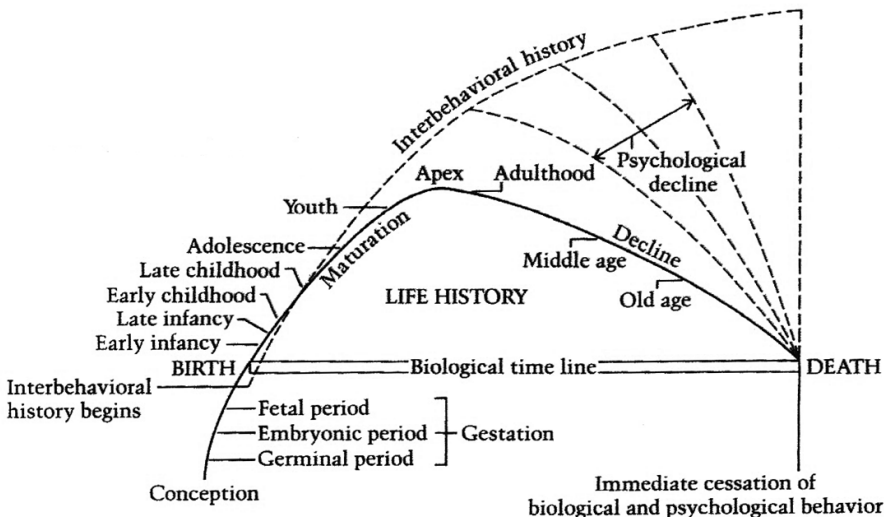 Interbehavioral history
Psychological
decline
Apex
Adulthood
Youth
Maturation
Decline
Adolescence
Middle age
Late childhood
Early childhood
LIFE HISTORY
Old age
Late infancy
Early infancy
BIRTH
Biological time line
DEATH
Interbehavioral
history begins
Fetal period
Embryonic period
Gestation
Germinal period
Conception
Immediate cessation of
biological and psychological behavior